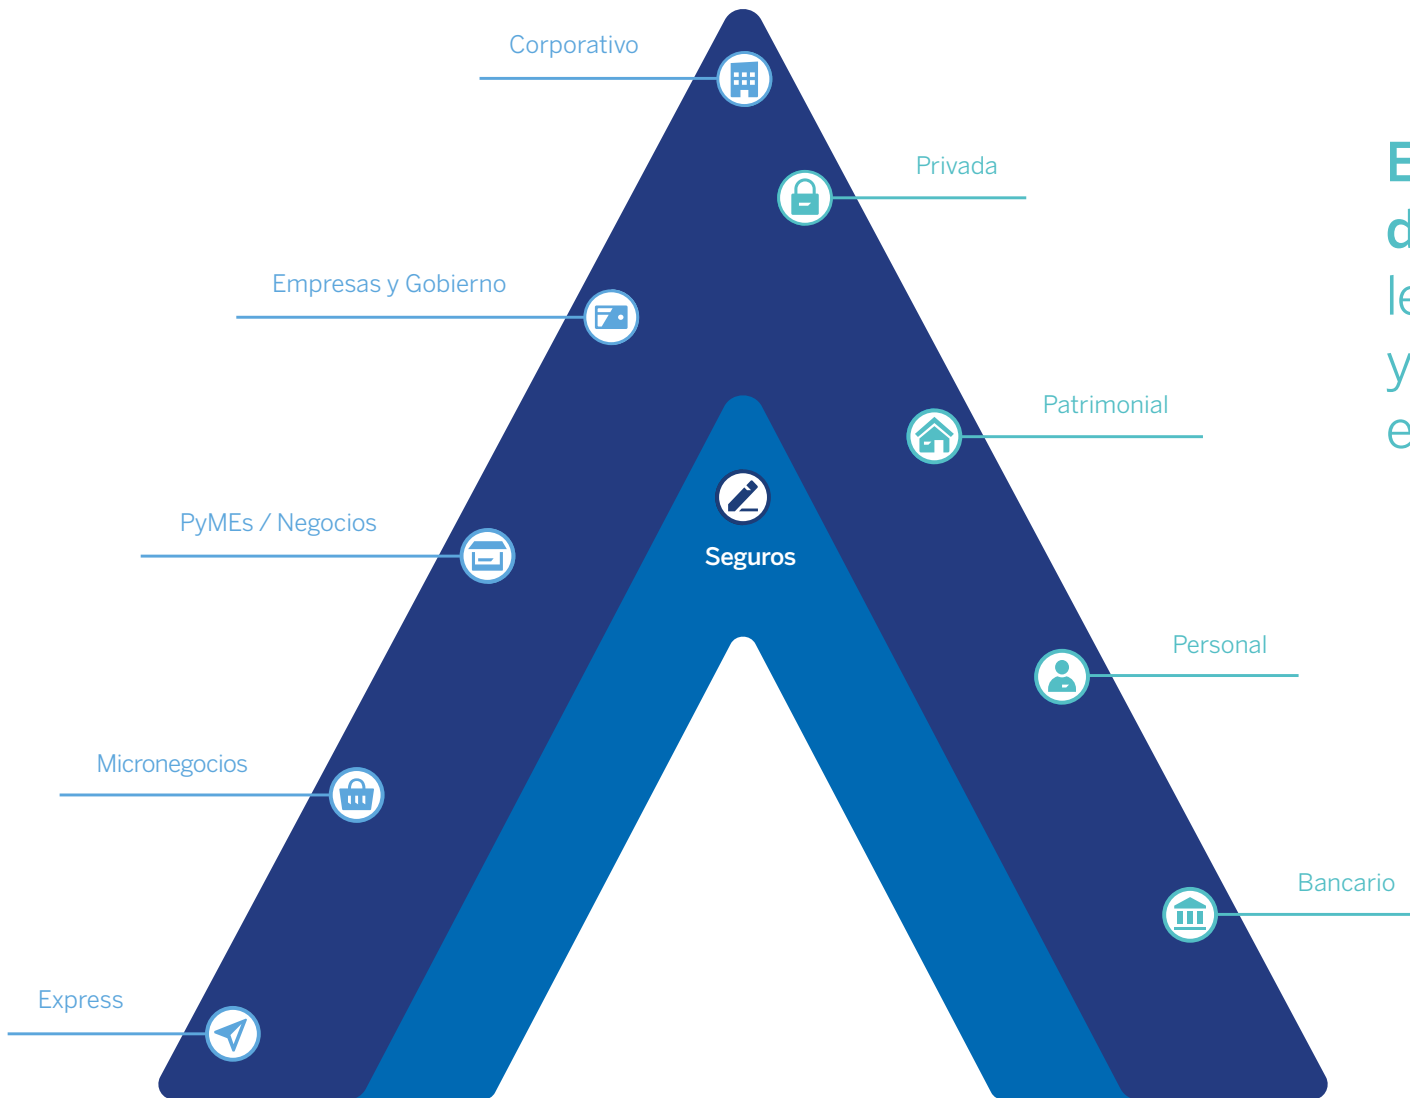 Corporativo
Privada
Empresas y Gobierno
Patrimonial
PyMEs / Negocios
Seguros
Personal
Micronegocios
Bancario
Express